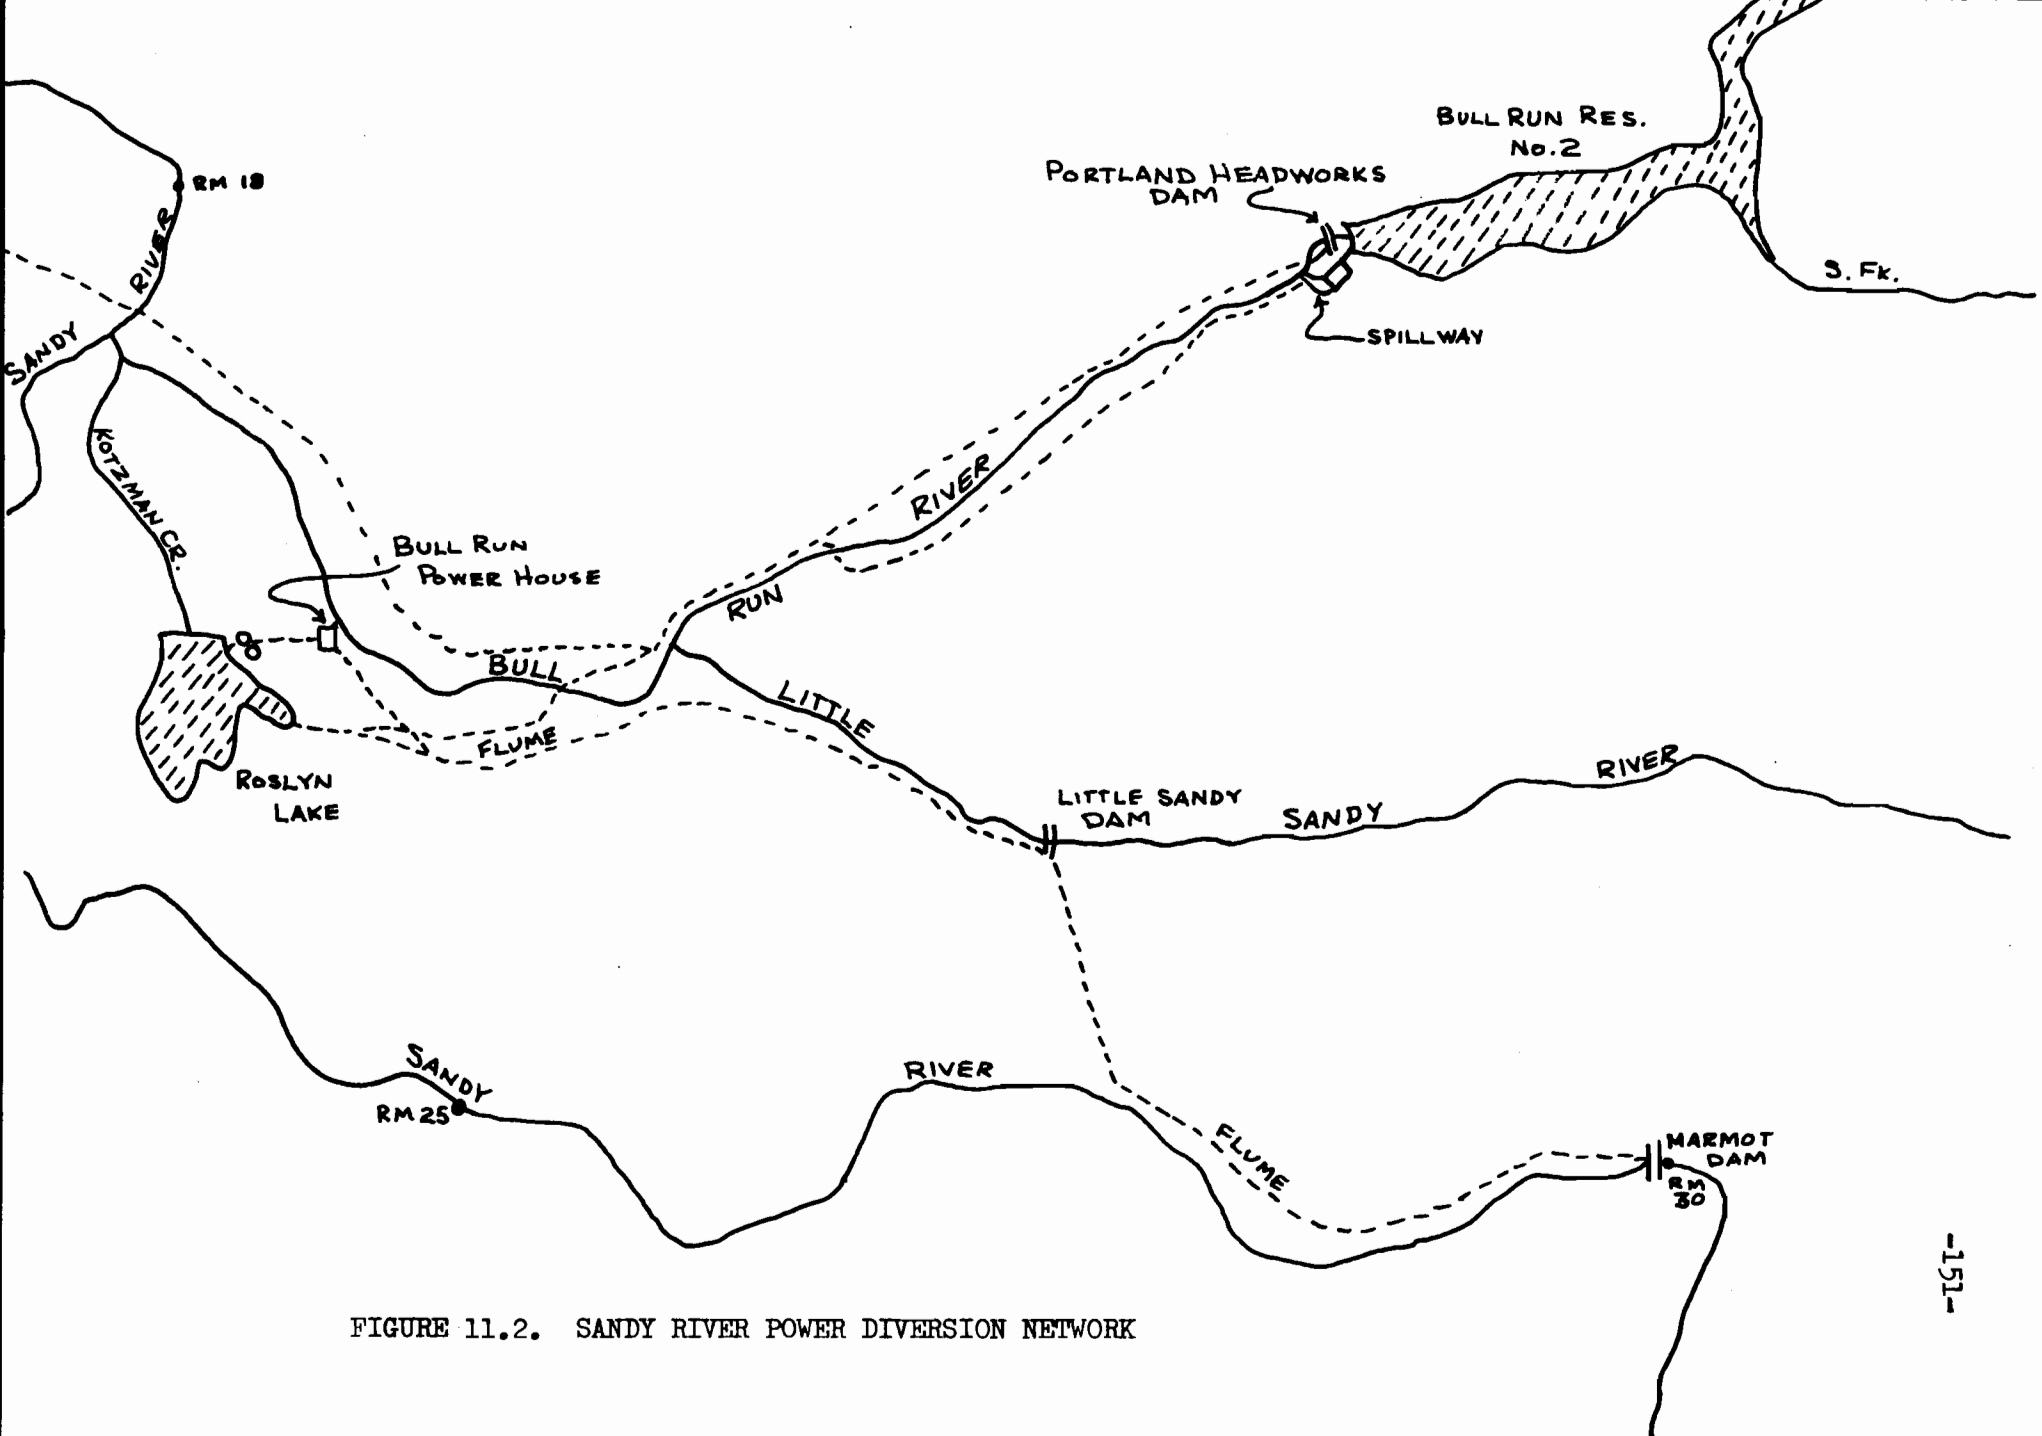 BULL RUN RES.
No.2
PORTLAND HEADWORKS
DAM
RM 18
RIVER
SANDY
S. FK.
SPILLWAY
KOTZMAN CR.
RIVER
BULL RUN
POWER HOUSE
RUN
BULL
LITTLE
FLUME
ROSLYN
LAKE
RIVER
LITTLE SANDY
DAM
SANDY
SANDY
RM 25
RIVER
FLUME
MARMOT
DAM
RM
30
-151-
FIGURE 11.2. SANDY RIVER POWER DIVERSION NETWORK